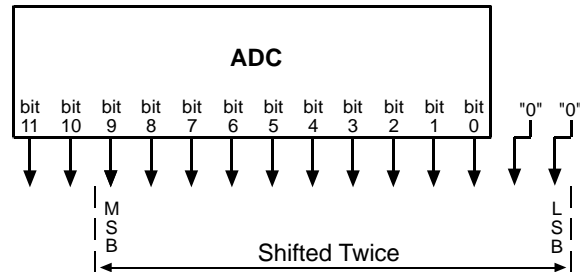 ADC
bit bit bit bit bit bit bit bit bit bit bit bit "0" "0"
11 10 9 8 7 6 5 4 3 2 1 0
MSB LSB
Shifted Twice